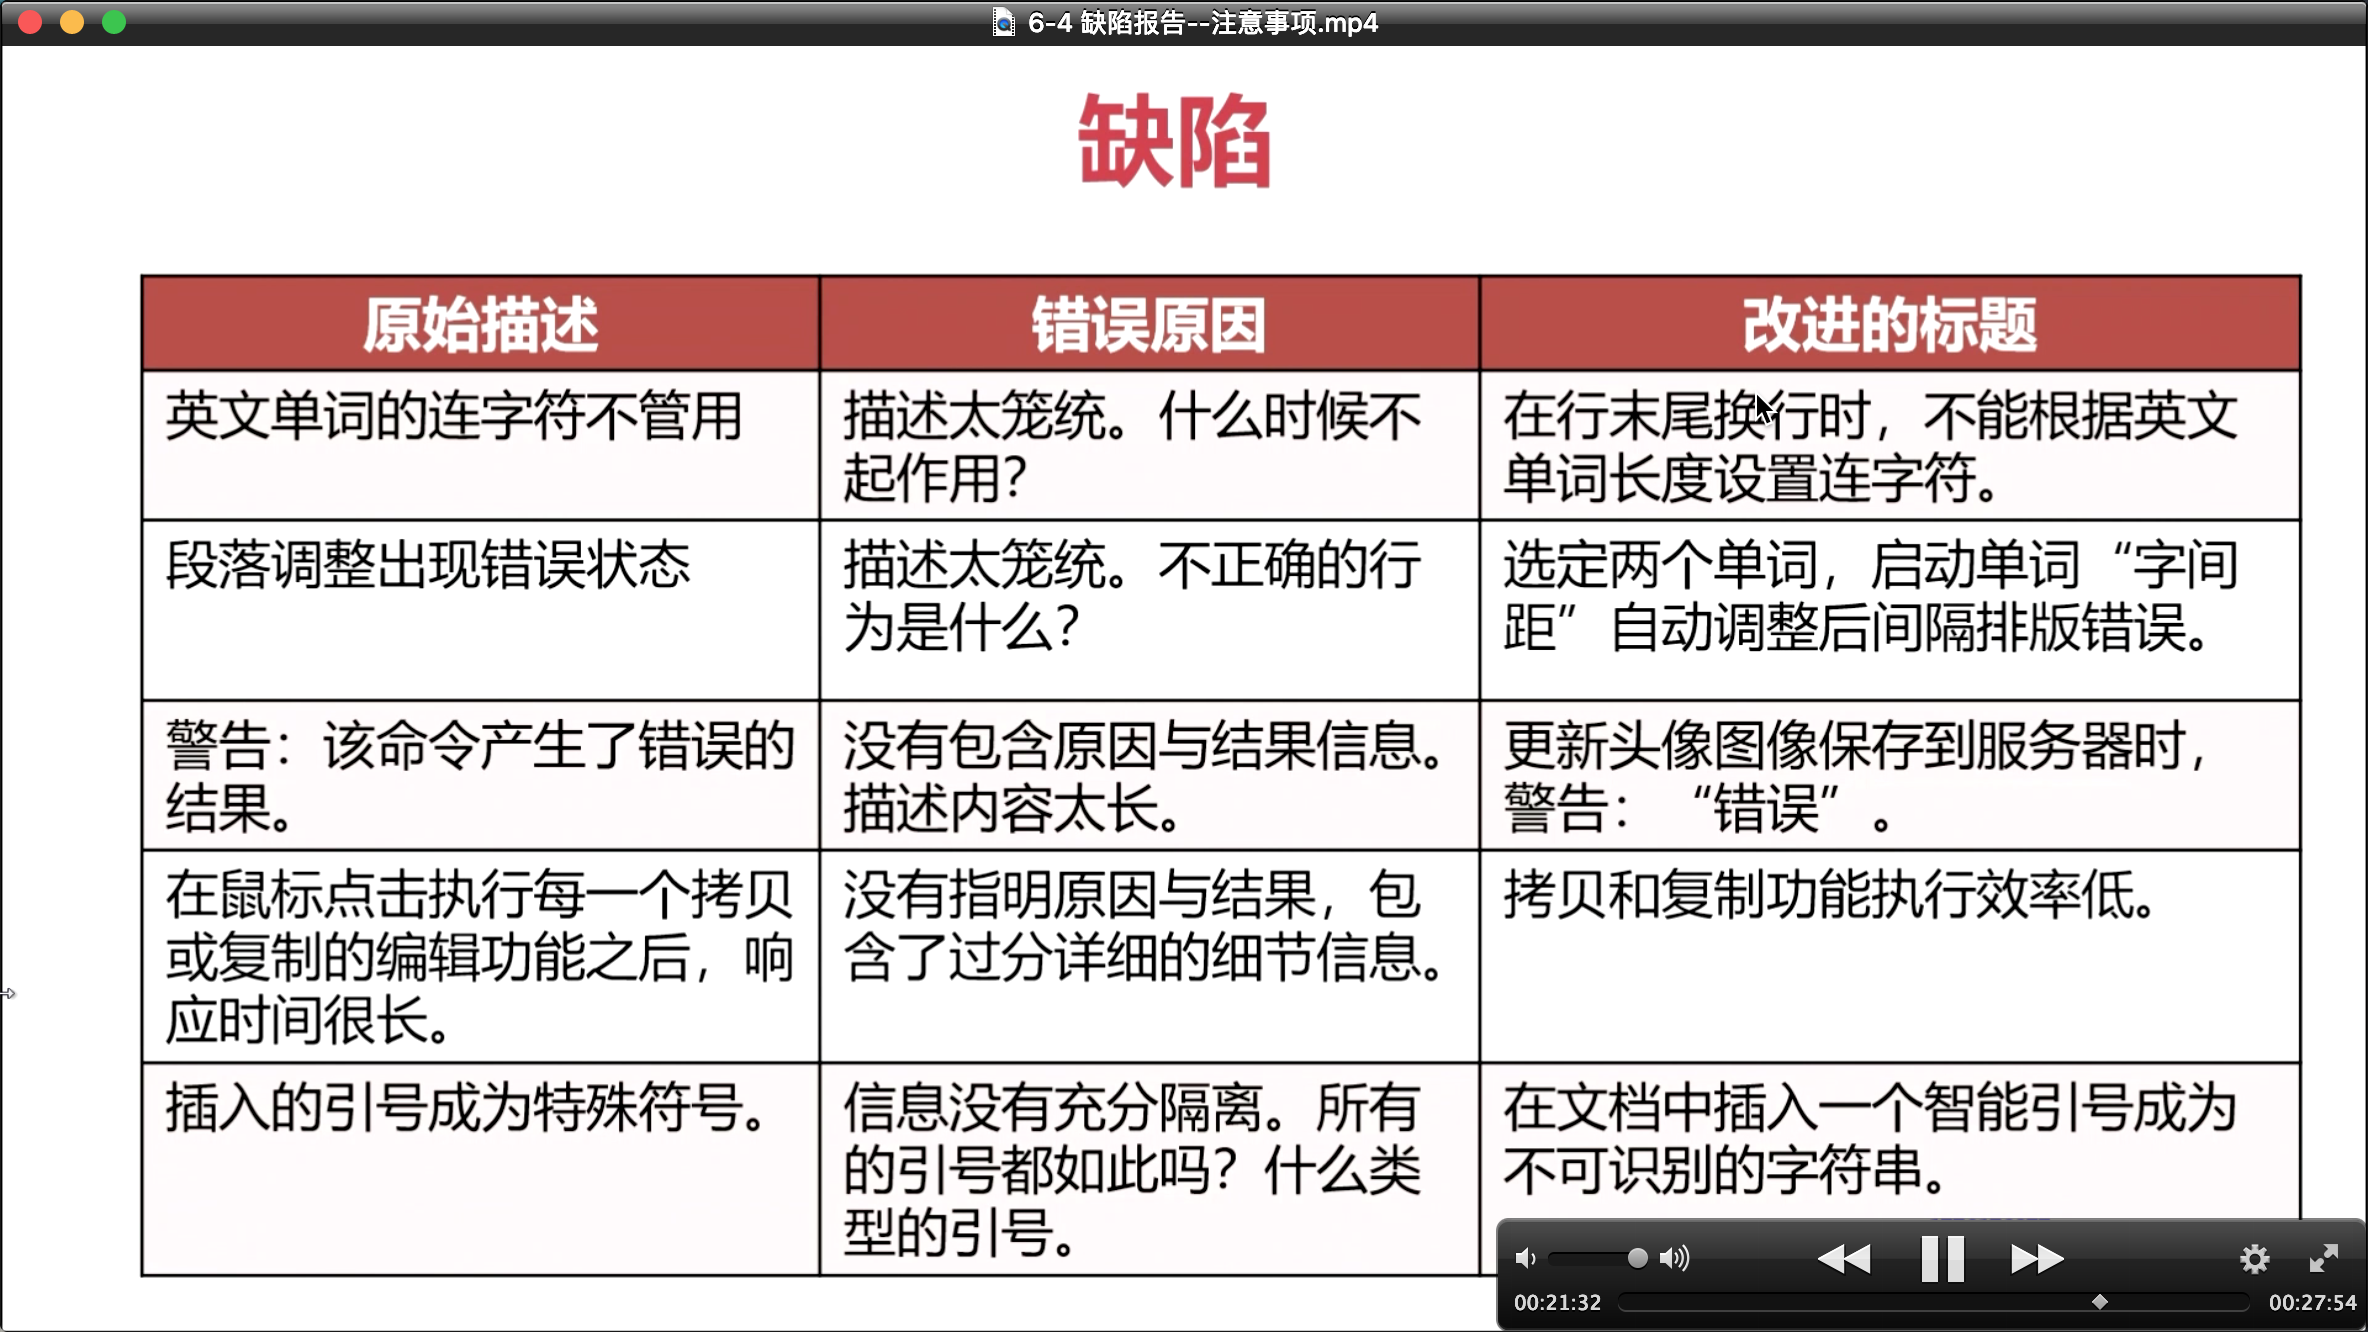 6-4 缺陷报告--注意事项.mp4
缺陷
原始描述
错误原因
改进的标题
英文单词的连字符不管用
描述太笼统。什么时候不
起作用?
在行末尾换行时，不能根据英文
单词长度设置连字符。
段落调整出现错误状态
描述太笼统。不正确的行
为是什么?
选定两个单词，启动单词“字间
距”自动调整后间隔排版错误。
警告：该命令产生了错误的
结果。
没有包含原因与结果信息。
描述内容太长。
更新头像图像保存到服务器时，
警告：“错误”。
在鼠标点击执行每一个拷贝
或复制的编辑功能之后，响
应时间很长。
没有指明原因与结果，包
含了过分详细的细节信息。
拷贝和复制功能执行效率低。
插入的引号成为特殊符号。
信息没有充分隔离。所有
的引号都如此吗？什么类
型的引号。
在文档中插入一个智能引号成为
不可识别的字符串。
00:21:32
00:27:54